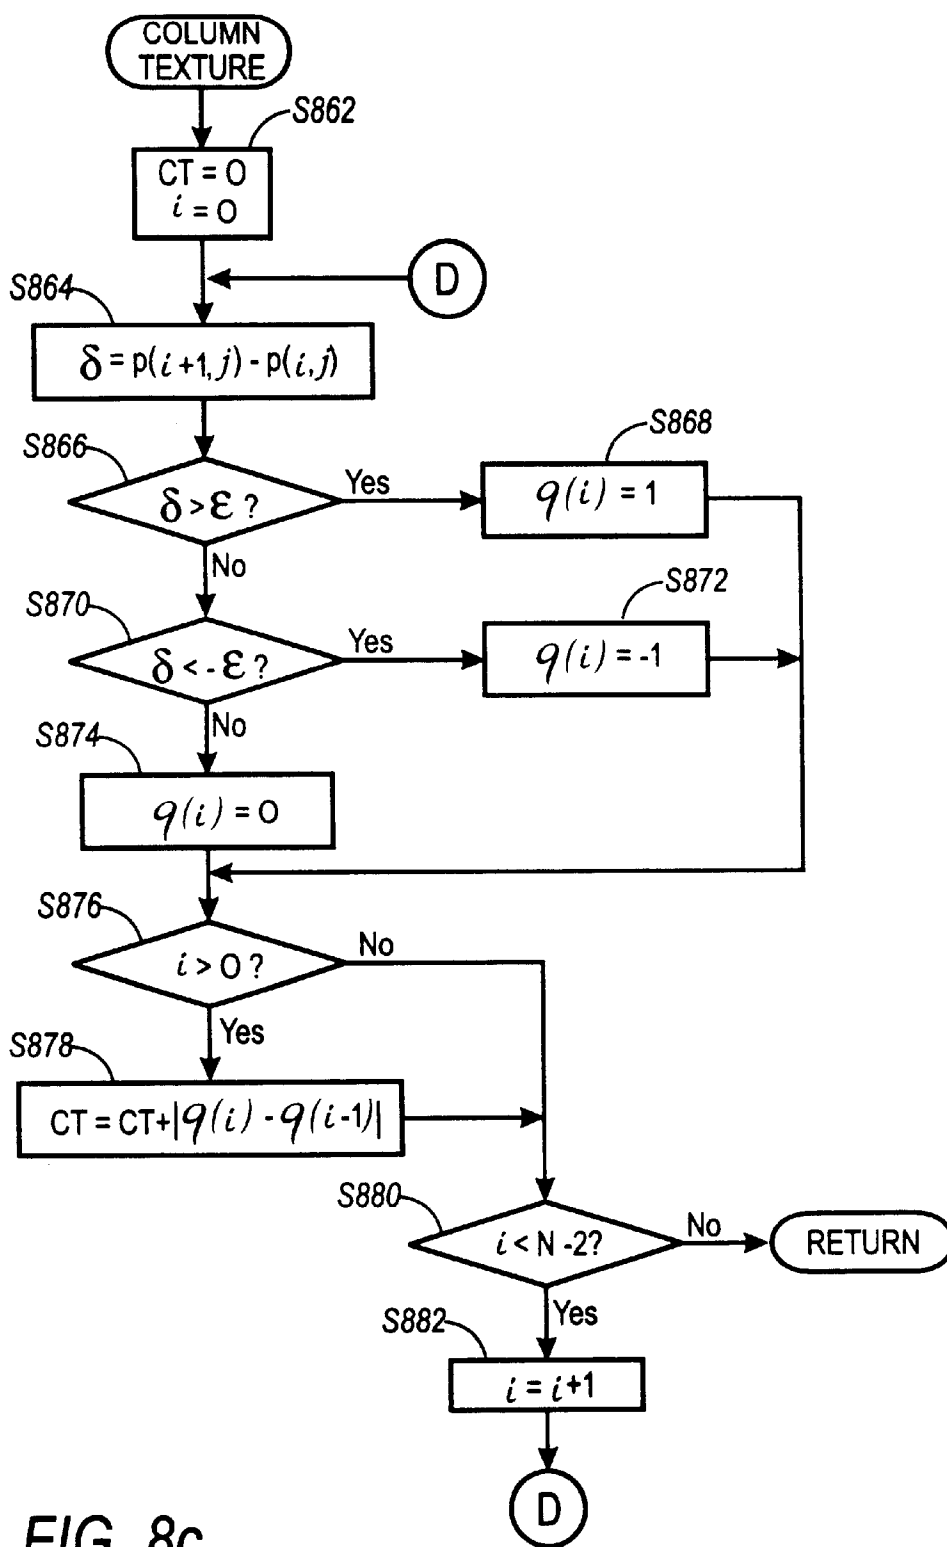 COLUMN
TEXTURE
S862
CT = 0
i = 0
D
S864
δ = p(i+1, j) - p(i, j)
S866
δ > ε ?
Yes
S868
q(i) = 1
No
S870
δ < - ε ?
Yes
S872
q(i) = -1
No
S874
q(i) = 0
S876
i > 0 ?
No
Yes
S878
CT = CT+|q(i) - q(i-1)|
S880
i < N -2?
No
RETURN
Yes
S882
i = i+1
D
FIG. 8c